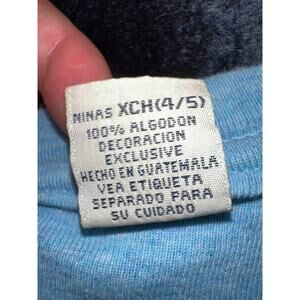 NINAS XCH(4/5)
100% ALGODON
DECORACION
EXCLUSIVE
HECHO EN GUATEMALA
VEA ETIQUETA
SEPARADO PARA
SU CUIDADO